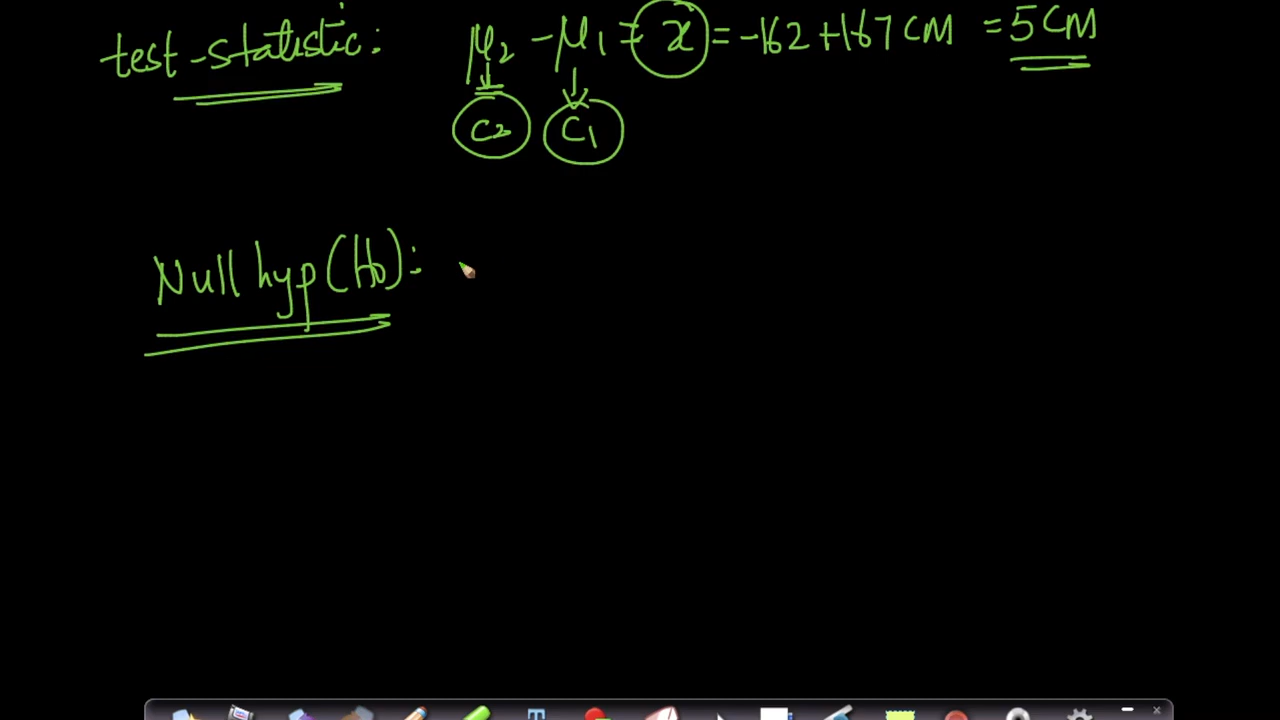 test-statistic: μ2 - μ1 = x = -162 + 167 CM = 5 CM
C2 C1
Null hyp (H0):